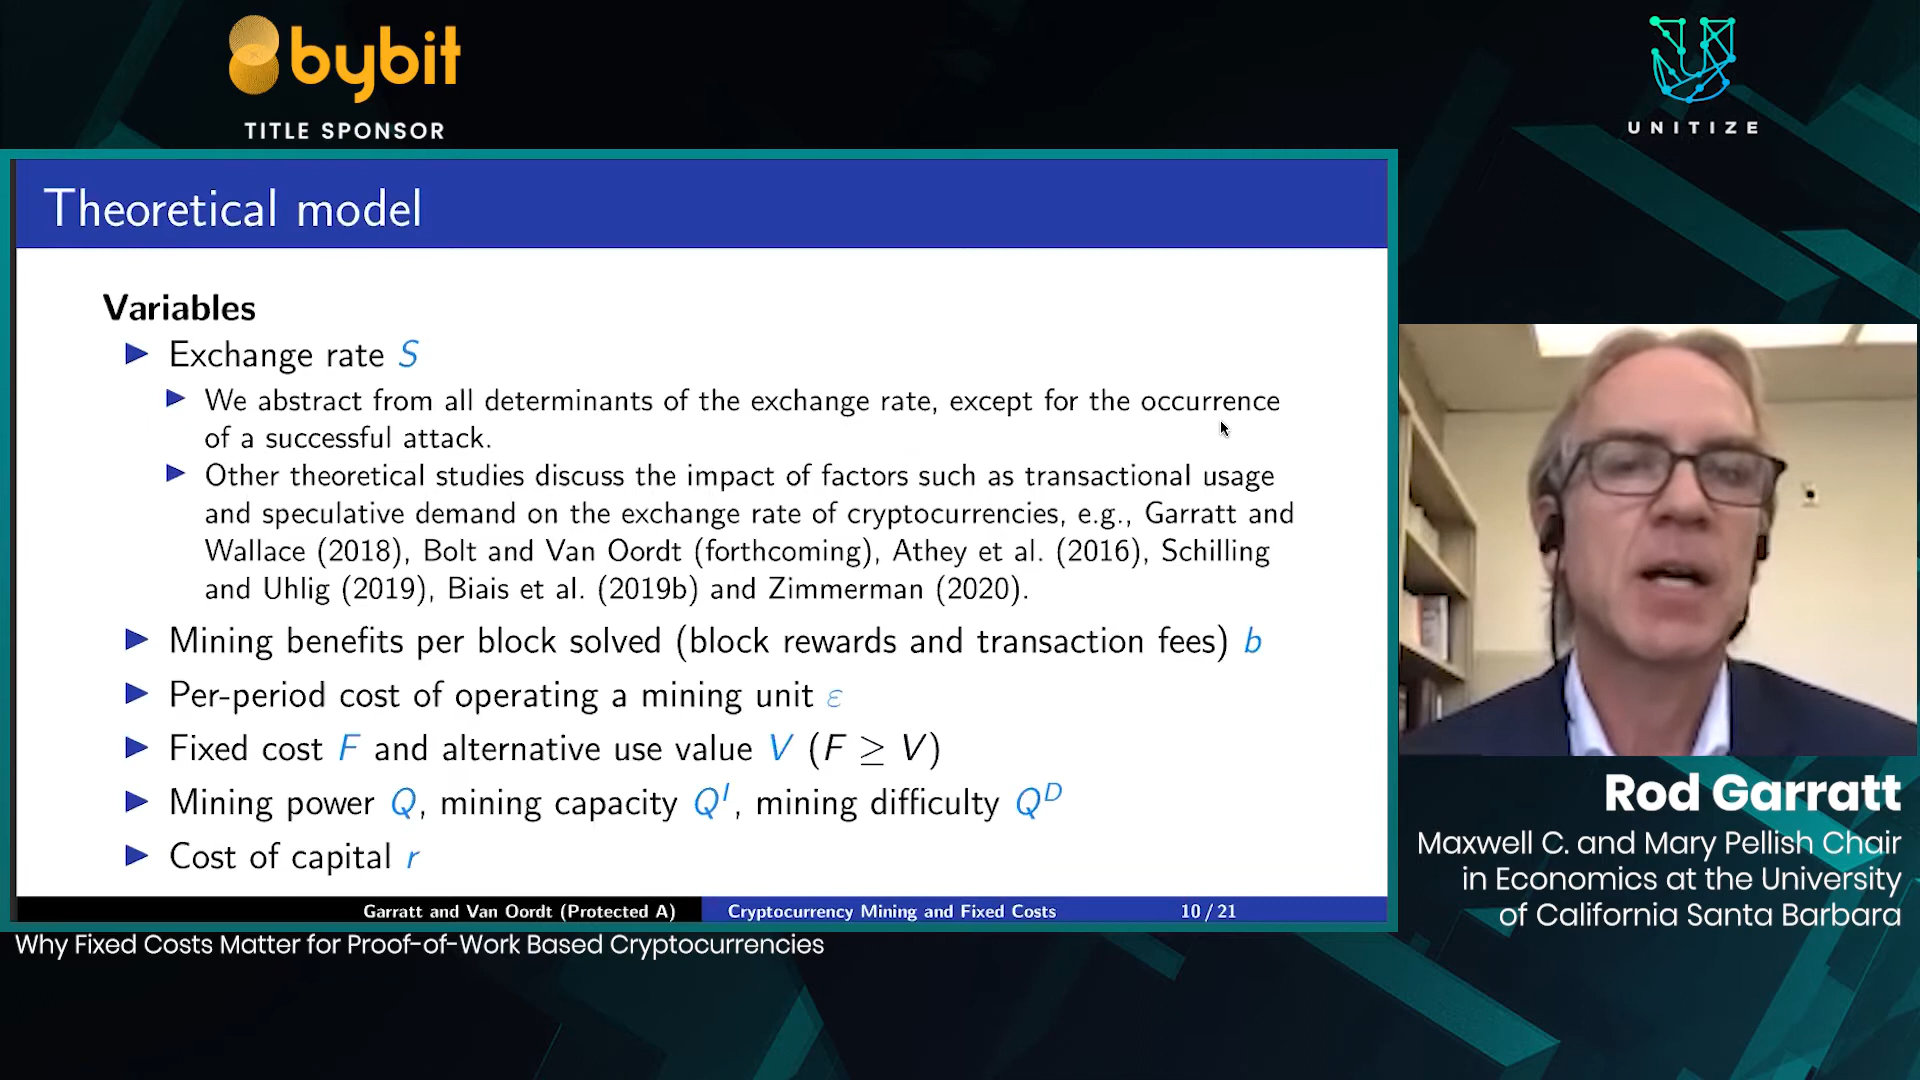 bybit
TITLE SPONSOR
UNITIZE
Theoretical model
Variables
Exchange rate S
We abstract from all determinants of the exchange rate, except for the occurrence
of a successful attack.
Other theoretical studies discuss the impact of factors such as transactional usage
and speculative demand on the exchange rate of cryptocurrencies, e.g., Garratt and
Wallace (2018), Bolt and Van Oordt (forthcoming), Athey et al. (2016), Schilling
and Uhlig (2019), Biais et al. (2019b) and Zimmerman (2020).
Mining benefits per block solved (block rewards and transaction fees) b
Per-period cost of operating a mining unit ε
Fixed cost F and alternative use value V (F ≥ V)
Mining power Q, mining capacity Q^I, mining difficulty Q^D
Cost of capital r
Garratt and Van Oordt (Protected A) Cryptocurrency Mining and Fixed Costs 10 / 21
Why Fixed Costs Matter for Proof-of-Work Based Cryptocurrencies
Rod Garratt
Maxwell C. and Mary Pellish Chair
in Economics at the University
of California Santa Barbara